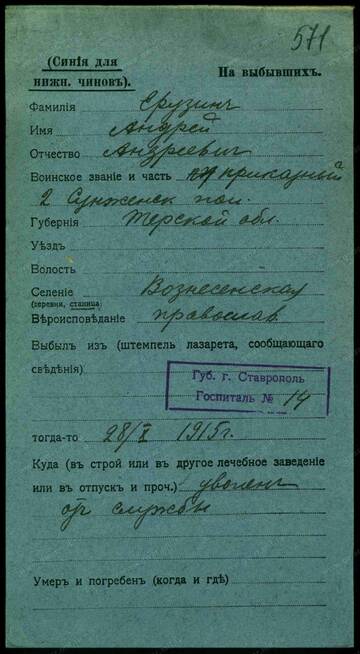 571
(Синія для
нижн. чиновъ).
На выбывшихъ.
Фамилія Ерузинъ
Имя Андрей
Отчество Андреевич
Воинское званіе и часть приказный
2 Сунженск пол.
Губернія Терской обл
Уѣздъ
Волость
Селеніе Вознесенская
(деревня, станица)
Вѣроисповѣданіе православ
Выбылъ изъ (штемпель лазарета, сообщающаго
свѣдѣнія)
Губ. г. Ставрополь
Госпиталь № 14
тогда-то 28/X 1915г.
Куда (въ строй или въ другое лечебное заведеніе
или въ отпускъ и проч.) уволенъ
от службы
Умеръ и погребенъ (когда и гдѣ)